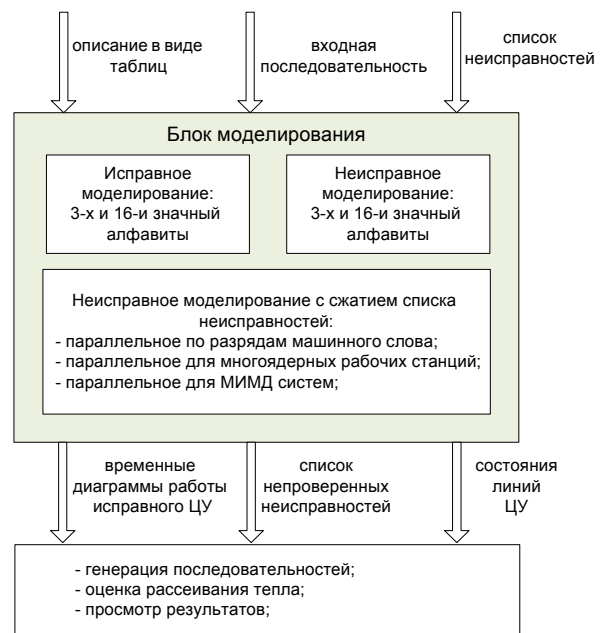 описание в виде
таблиц
входная
последовательность
список
неисправностей
Блок моделирования
Исправное
моделирование:
3-х и 16-и значный
алфавиты
Неисправное
моделирование:
3-х и 16-и значный
алфавиты
Неисправное моделирование с сжатием списка
неисправностей:
- параллельное по разрядам машинного слова;
- параллельное для многоядерных рабочих станций;
- параллельное для МИМД систем;
временные
диаграммы работы
исправного ЦУ
список
непроверенных
неисправностей
состояния
линий
ЦУ
- генерация последовательностей;
- оценка рассеивания тепла;
- просмотр результатов;